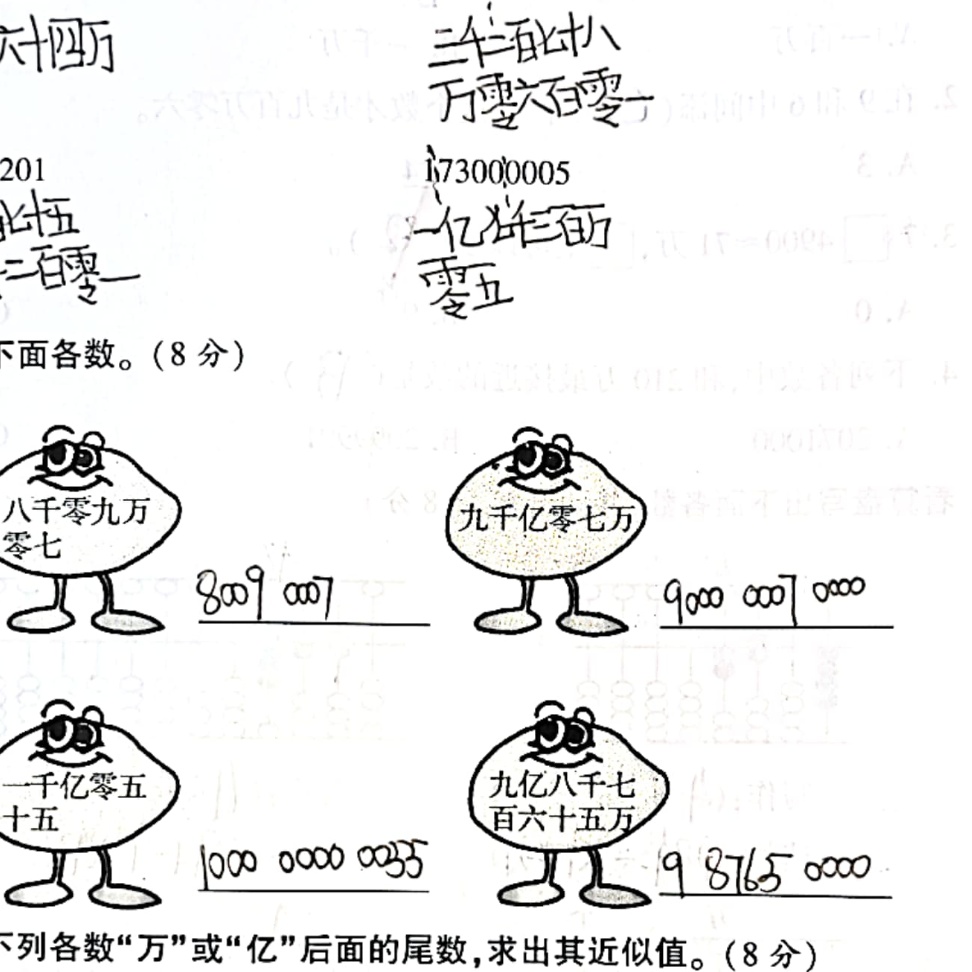 六十四万
三千二百七十八
万零六百零一
201
173000005
七十五
一亿七千三百万
二百零一
零五
下面各数。(8分)
八千零九万
零七
8009 0007
九千亿零七万
9000 0007 0000
一千亿零五
十五
1000 0000 0055
九亿八千七
百六十五万
9 8765 0000
下列各数“万”或“亿”后面的尾数,求出其近似值。(8分)